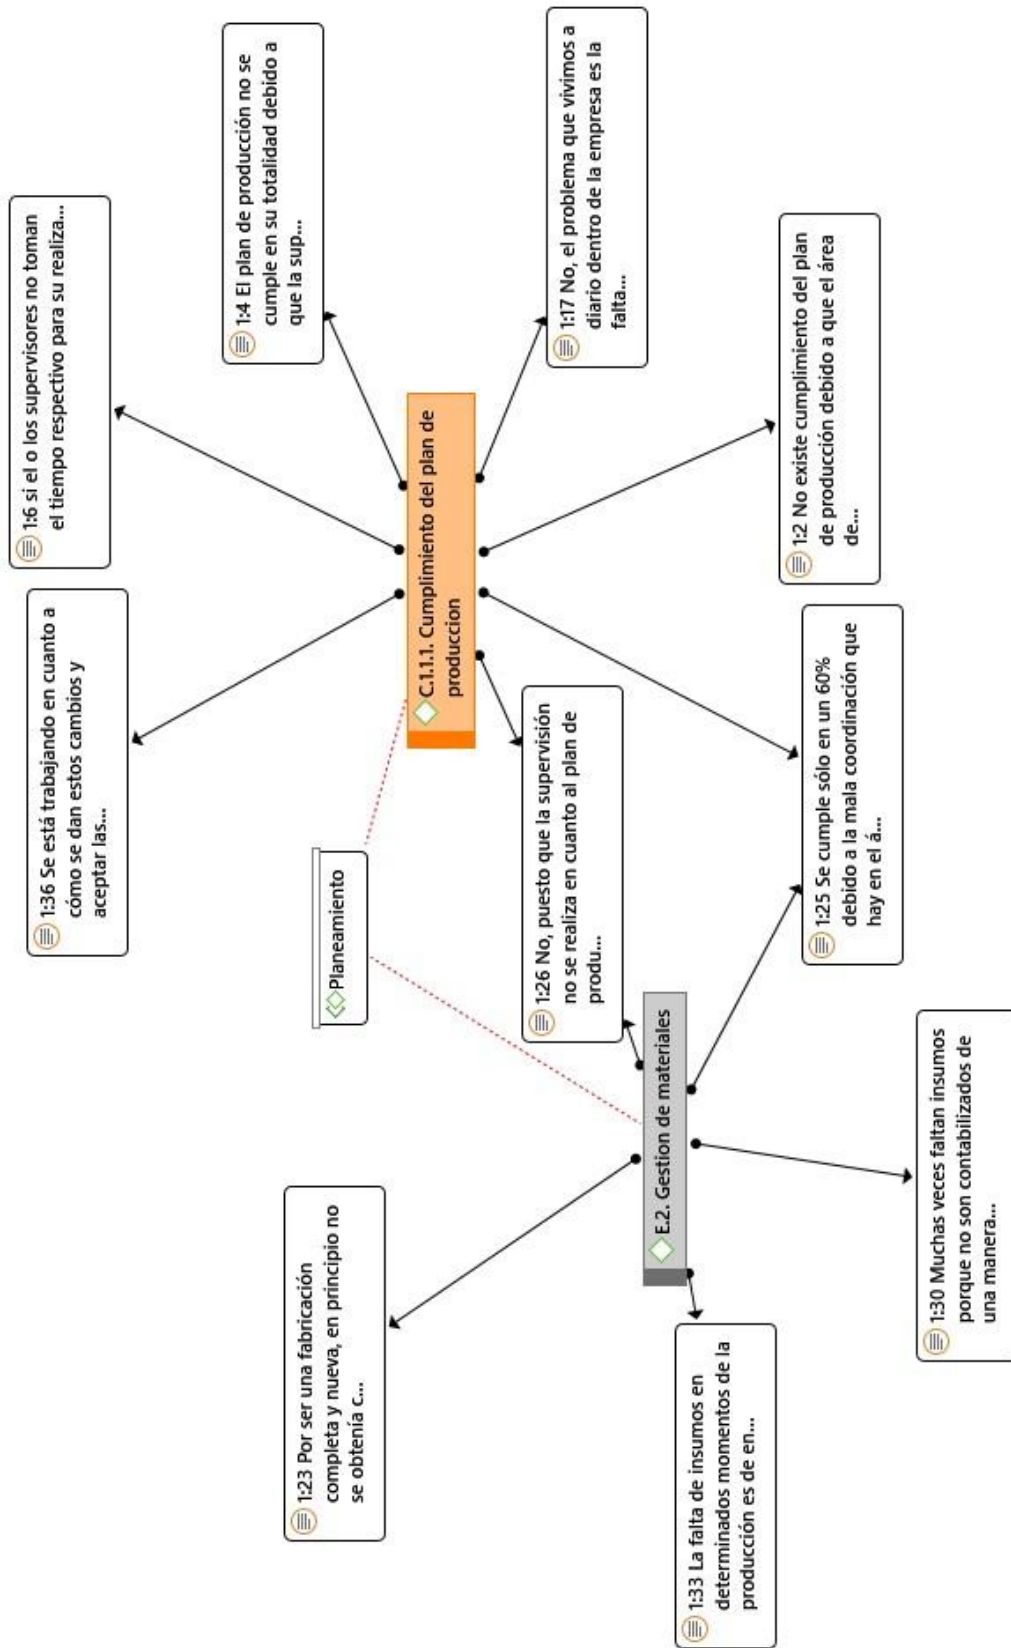 1:36 Se está trabajando en cuanto a
cómo se dan estos cambios y
aceptar las...
1:6 si el o los supervisores no toman
el tiempo respectivo para su realiza...
1:4 El plan de producción no se
cumple en su totalidad debido a
que la sup...
1:23 Por ser una fabricación
completa y nueva, en principio no
se obtenía c...
Planeamiento
C.1.1.1. Cumplimiento del plan de
produccion
1:26 No, puesto que la supervisión
no se realiza en cuanto al plan de
produ...
1:17 No, el problema que vivimos a
diario dentro de la empresa es la
falta...
E.2. Gestion de materiales
1:33 La falta de insumos en
determinados momentos de la
producción es de en...
1:25 Se cumple sólo en un 60%
debido a la mala coordinación que
hay en el á...
1:2 No existe cumplimiento del plan
de producción debido a que el área
de...
1:30 Muchas veces faltan insumos
porque no son contabilizados de
una manera...